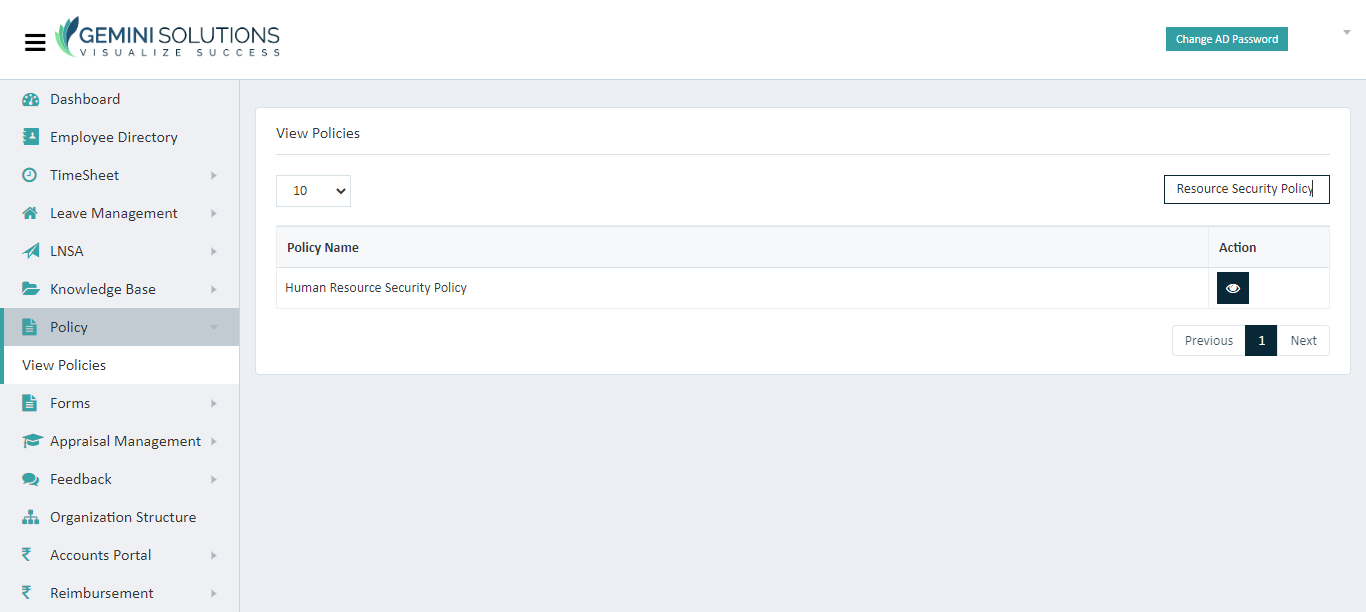 GEMINI SOLUTIONS
VISUALIZE SUCCESS
Change AD Password
Dashboard
Employee Directory
TimeSheet
Leave Management
LNSA
Knowledge Base
Policy
View Policies
Forms
Appraisal Management
Feedback
Organization Structure
₹ Accounts Portal
₹ Reimbursement
View Policies
10
Resource Security Policy
Policy Name Action
Human Resource Security Policy
Previous 1 Next